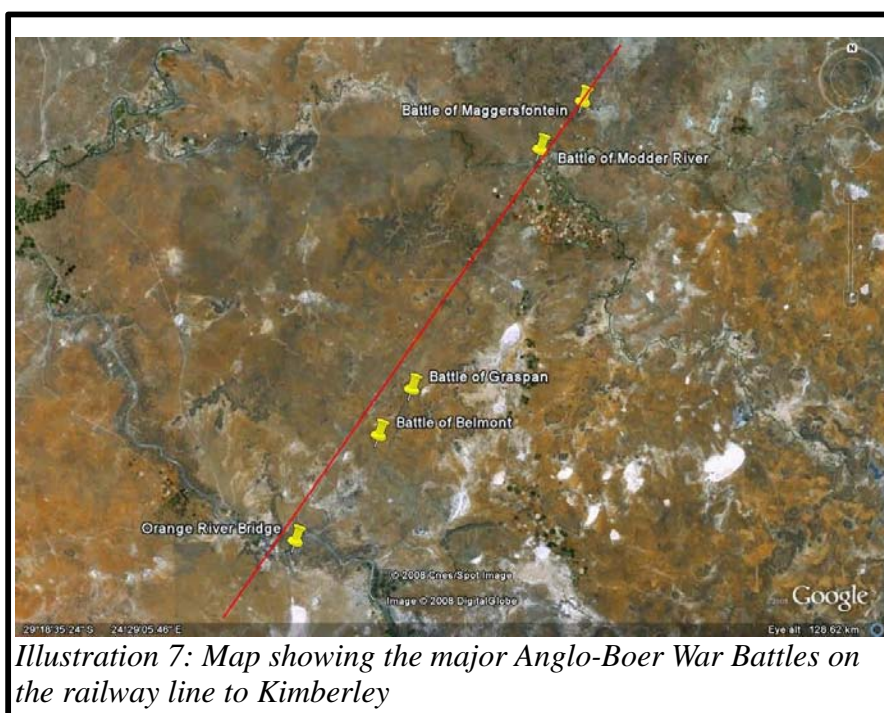 N
Battle of Maggersfontein
Battle of Modder River
Battle of Graspan
Battle of Belmont
Orange River Bridge
© 2008 Cnes/Spot Image
Image © 2008 DigitalGlobe
Google
29°18'35.24" S 24°29'05.46" E
Eye alt 128.62 km
Illustration 7: Map showing the major Anglo-Boer War Battles on
the railway line to Kimberley